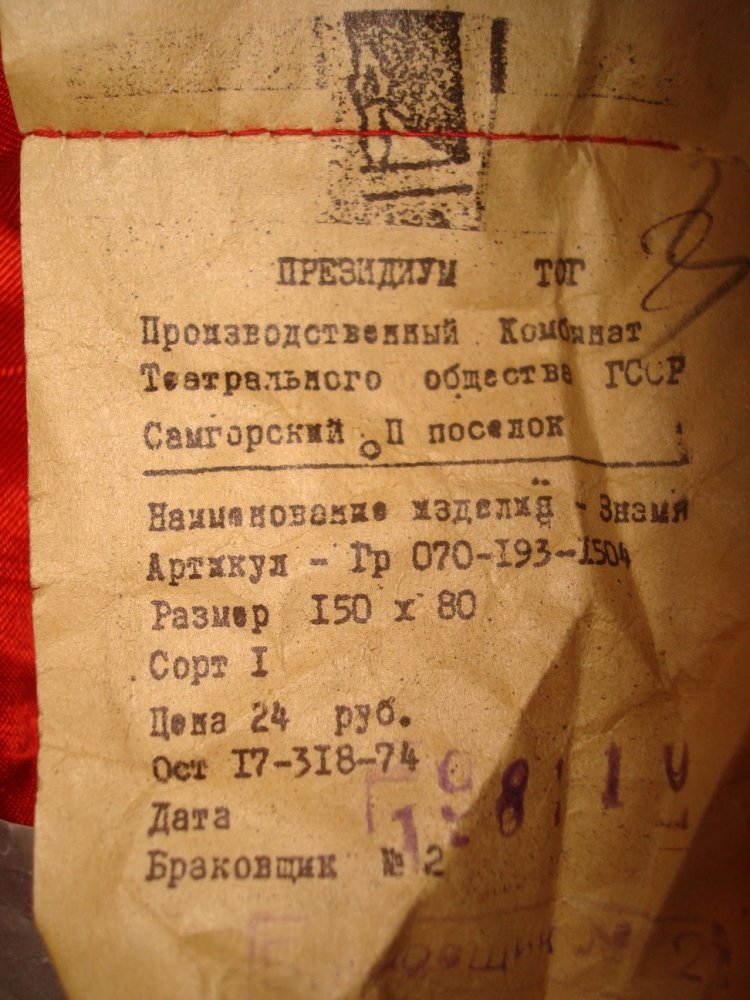 ПРЕЗИДИУМ ТОГ
Производственный Комбинат
Театрального общества ГССР
Самгорский П поселок
Наименование изделия - Знамя
Артикул - Гр 070-193-1504
Размер 150 х 80
Сорт I
Цена 24 руб.
Ост 17-318-74
Дата
Браковщик № 2